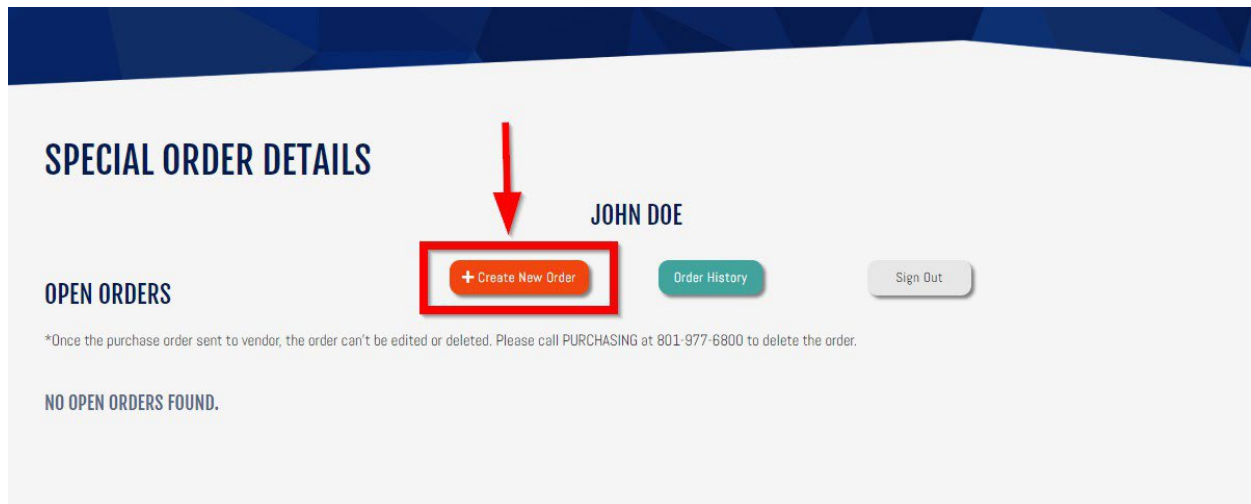 SPECIAL ORDER DETAILS
JOHN DOE
+ Create New Order
Order History
Sign Out
OPEN ORDERS
*Once the purchase order sent to vendor, the order can't be edited or deleted. Please call PURCHASING at 801-977-6800 to delete the order.
NO OPEN ORDERS FOUND.